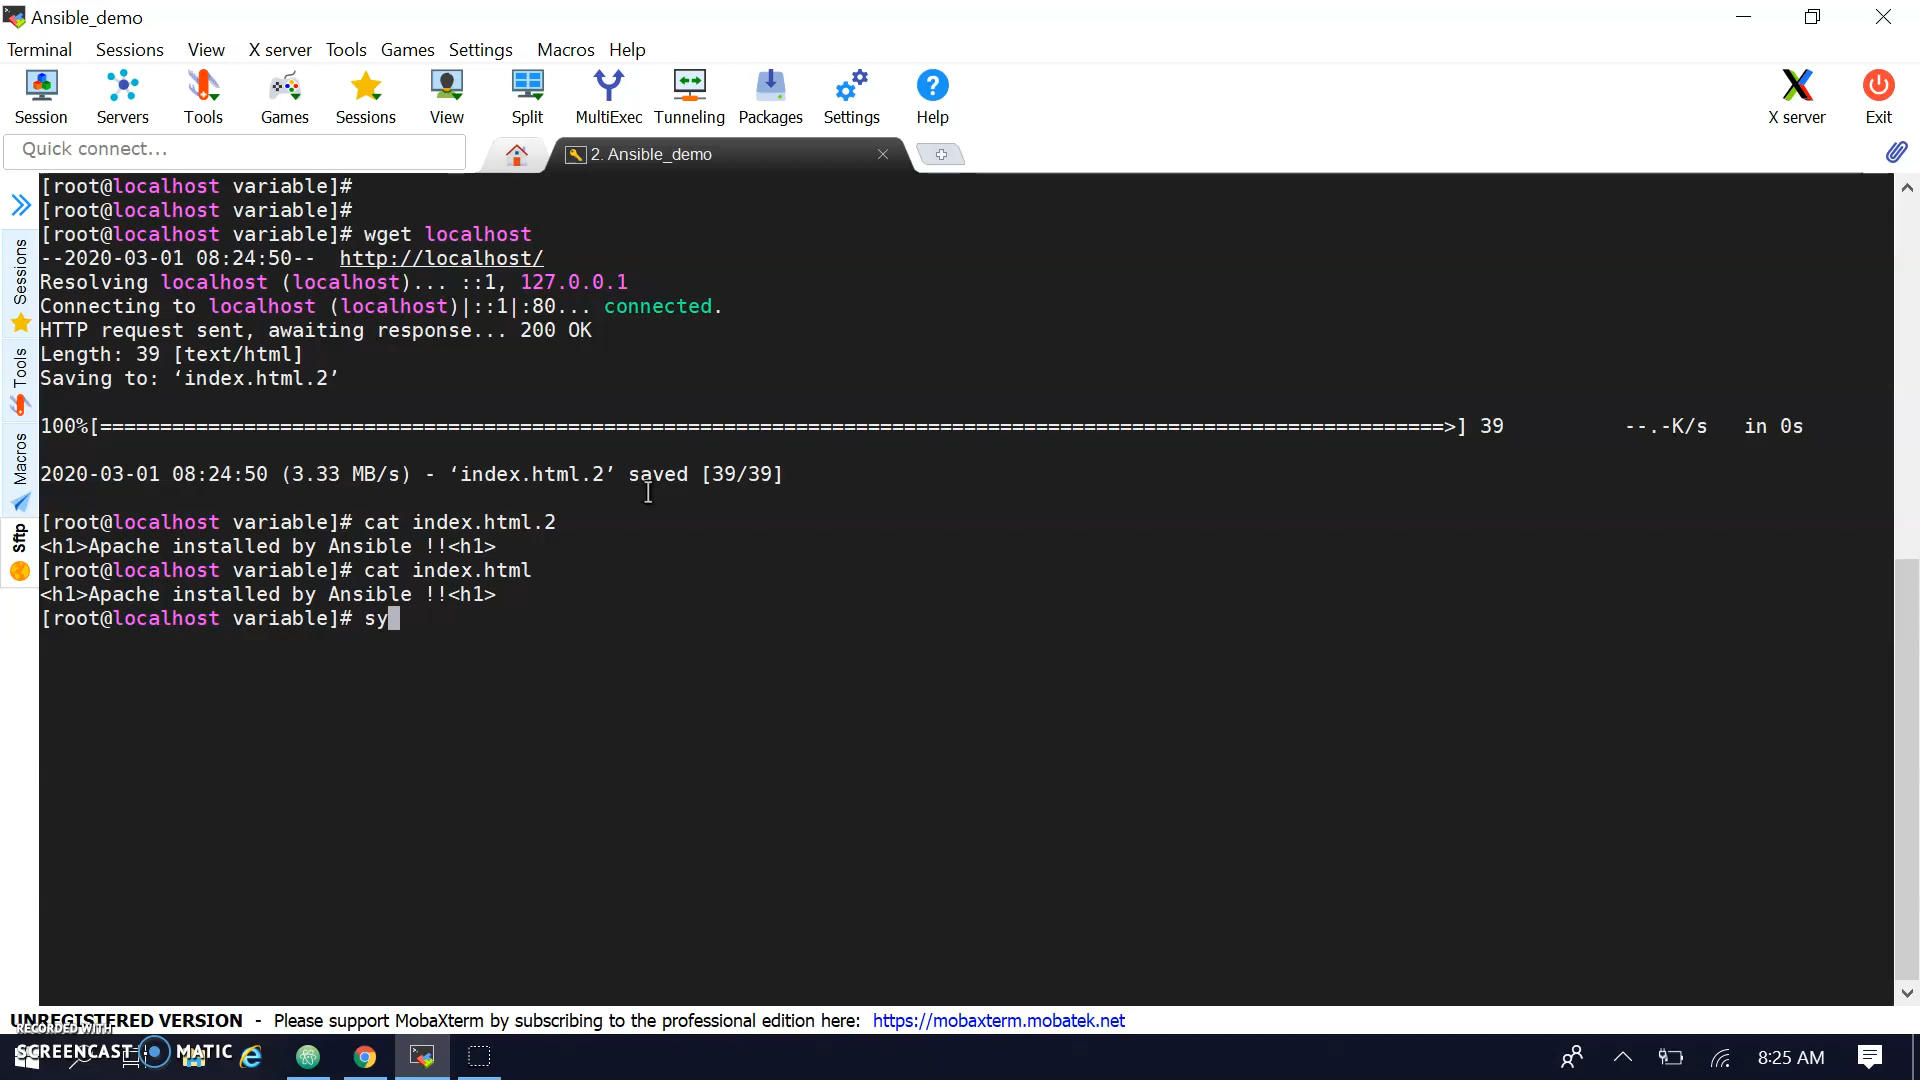 Ansible_demo
Terminal Sessions View X server Tools Games Settings Macros Help
Session Servers Tools Games Sessions View Split MultiExec Tunneling Packages Settings Help X server Exit
Quick connect...
2. Ansible_demo
Sessions
Tools
Macros
Sftp
[root@localhost variable]#
[root@localhost variable]#
[root@localhost variable]# wget localhost
--2020-03-01 08:24:50--  http://localhost/
Resolving localhost (localhost)... ::1, 127.0.0.1
Connecting to localhost (localhost)|::1|:80... connected.
HTTP request sent, awaiting response... 200 OK
Length: 39 [text/html]
Saving to: ‘index.html.2’
100%[================================================================================================================>] 39          --.-K/s   in 0s
2020-03-01 08:24:50 (3.33 MB/s) - ‘index.html.2’ saved [39/39]
[root@localhost variable]# cat index.html.2
<h1>Apache installed by Ansible !!<h1>
[root@localhost variable]# cat index.html
<h1>Apache installed by Ansible !!<h1>
[root@localhost variable]# sy
UNREGISTERED VERSION - Please support MobaXterm by subscribing to the professional edition here: https://mobaxterm.mobatek.net
RECORDED WITH
SCREENCAST MATIC
8:25 AM